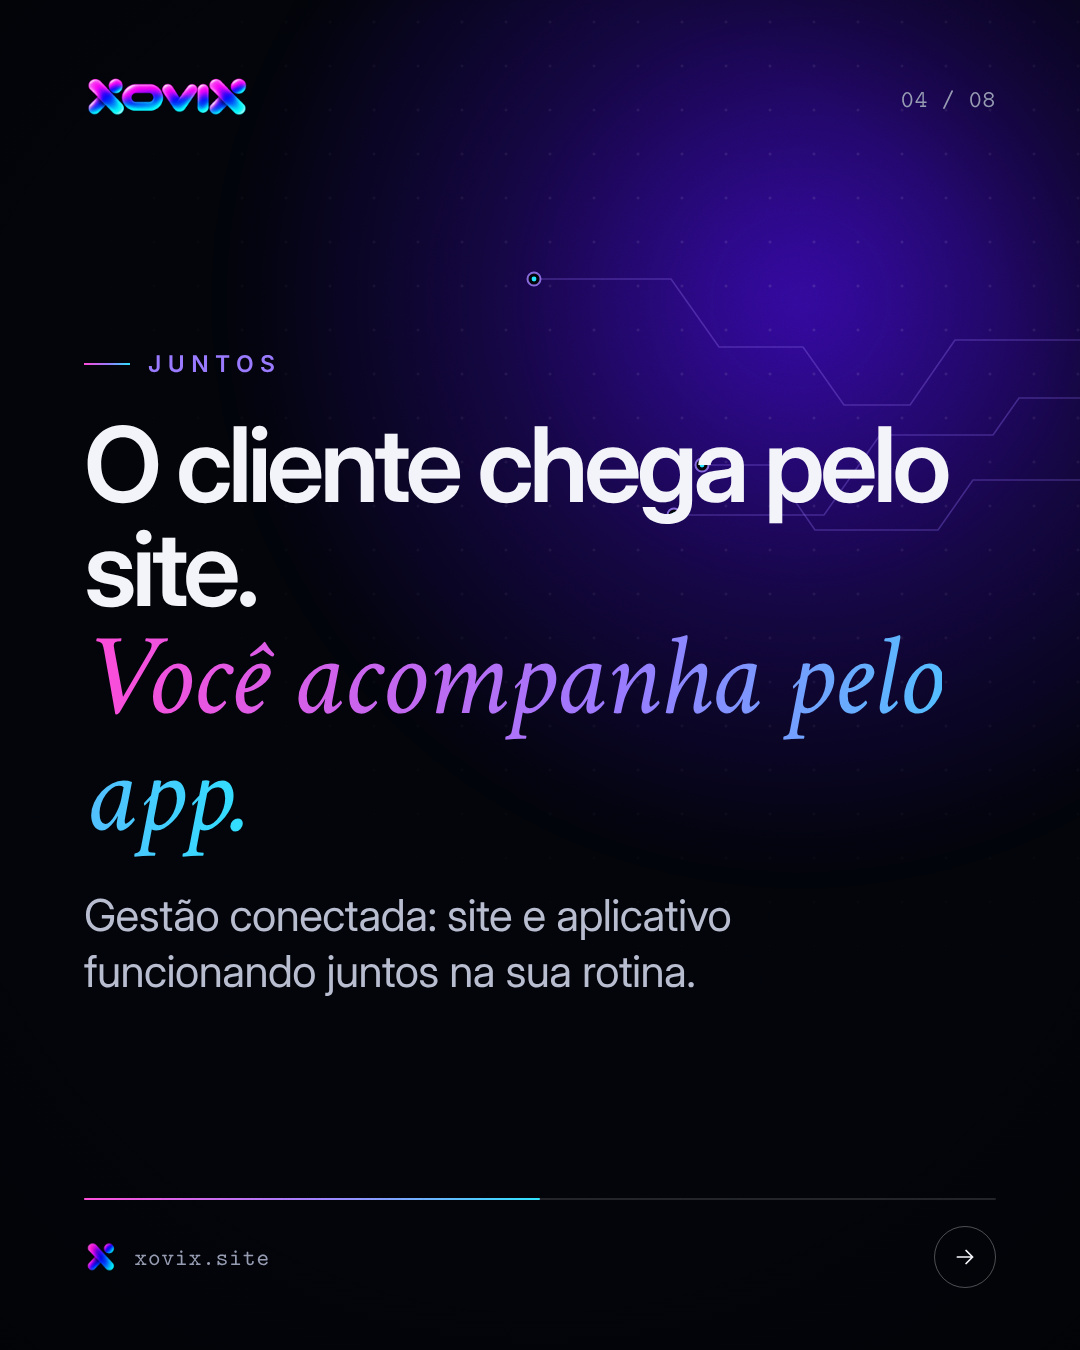 XOVIX
04 / 08
JUNTOS
O cliente chega pelo
site.
Você acompanha pelo
app.
Gestão conectada: site e aplicativo
funcionando juntos na sua rotina.
xovix.site